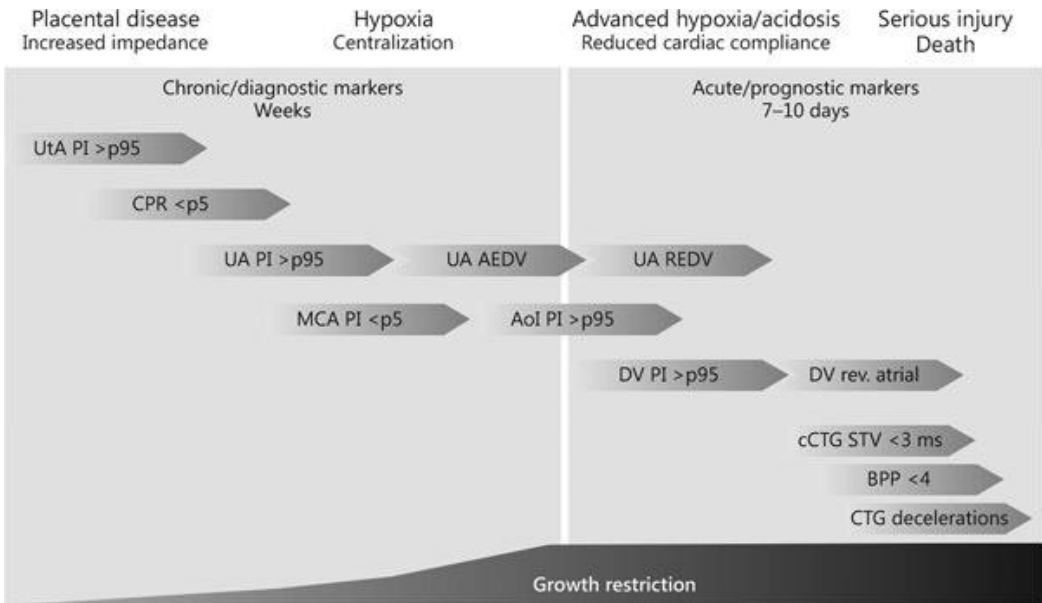 Placental disease
Increased impedance
Hypoxia
Centralization
Advanced hypoxia/acidosis
Reduced cardiac compliance
Serious injury
Death
Chronic/diagnostic markers
Weeks
Acute/prognostic markers
7–10 days
UtA PI >p95
CPR <p5
UA PI >p95
UA AEDV
UA REDV
MCA PI <p5
AoI PI >p95
DV PI >p95
DV rev. atrial
cCTG STV <3 ms
BPP <4
CTG decelerations
Growth restriction